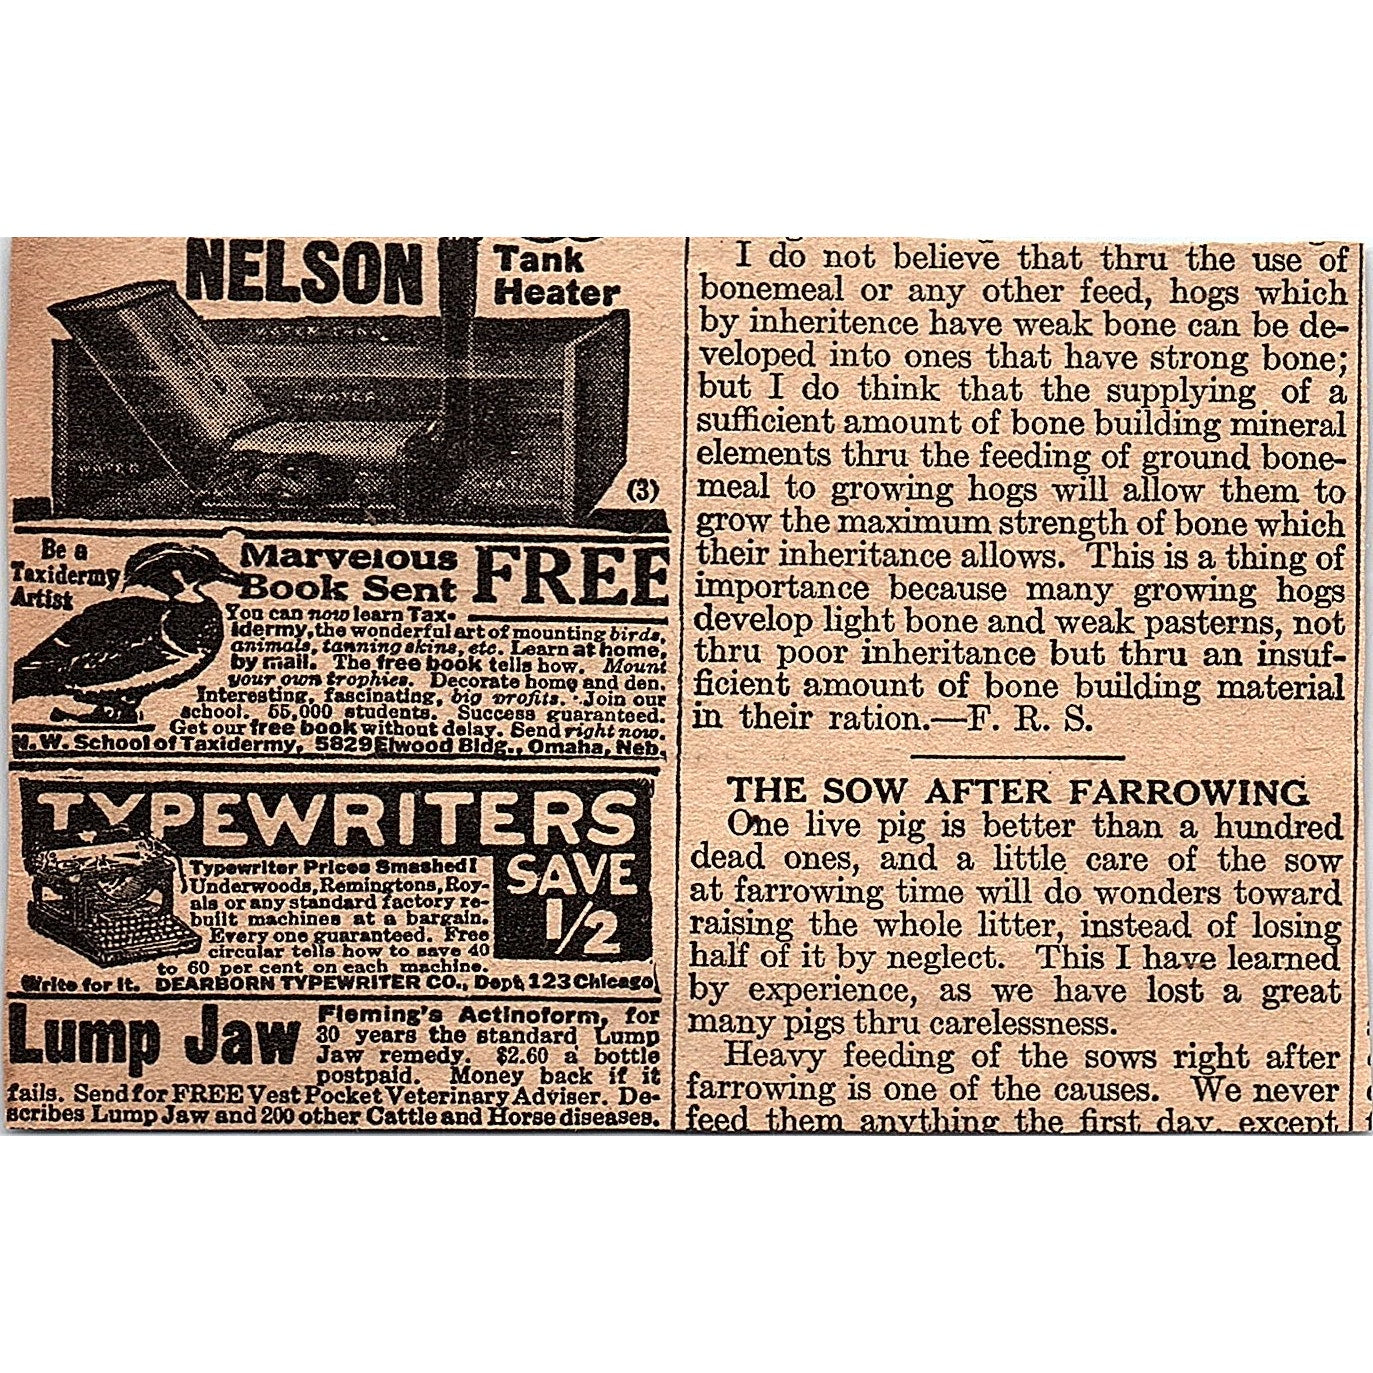 NELSON
Tank
Heater
WATER
WATER
(3)
Be a
Taxidermy
Artist
Marvelous
Book Sent
FREE
You can now learn Tax-
idermy, the wonderful art of mounting birds,
animals, tanning skins, etc. Learn at home,
by mail. The free book tells how. Mount
your own trophies. Decorate home and den.
Interesting, fascinating, big profits. Join our
school. 55,000 students. Success guaranteed.
Get our free book without delay. Send right now.
N. W. School of Taxidermy, 5829 Elwood Bldg., Omaha, Neb.
TYPEWRITERS
SAVE
1/2
Typewriter Prices Smashed!
Underwoods, Remingtons, Roy-
als or any standard factory re-
built machines at a bargain.
Every one guaranteed. Free
circular tells how to save 40
to 60 per cent on each machine.
Write for it. DEARBORN TYPEWRITER CO., Dept. 123 Chicago
Lump Jaw
Fleming's Actinoform, for
30 years the standard Lump
Jaw remedy. $2.60 a bottle
postpaid. Money back if it
fails. Send for FREE Vest Pocket Veterinary Adviser. De-
scribes Lump Jaw and 200 other Cattle and Horse diseases.
I do not believe that thru the use of
bonemeal or any other feed, hogs which
by inheritence have weak bone can be de-
veloped into ones that have strong bone;
but I do think that the supplying of a
sufficient amount of bone building mineral
elements thru the feeding of ground bone-
meal to growing hogs will allow them to
grow the maximum strength of bone which
their inheritance allows. This is a thing of
importance because many growing hogs
develop light bone and weak pasterns, not
thru poor inheritance but thru an insuf-
ficient amount of bone building material
in their ration.—F. R. S.
THE SOW AFTER FARROWING
One live pig is better than a hundred
dead ones, and a little care of the sow
at farrowing time will do wonders toward
raising the whole litter, instead of losing
half of it by neglect. This I have learned
by experience, as we have lost a great
many pigs thru carelessness.
Heavy feeding of the sows right after
farrowing is one of the causes. We never
feed them anything the first day, except